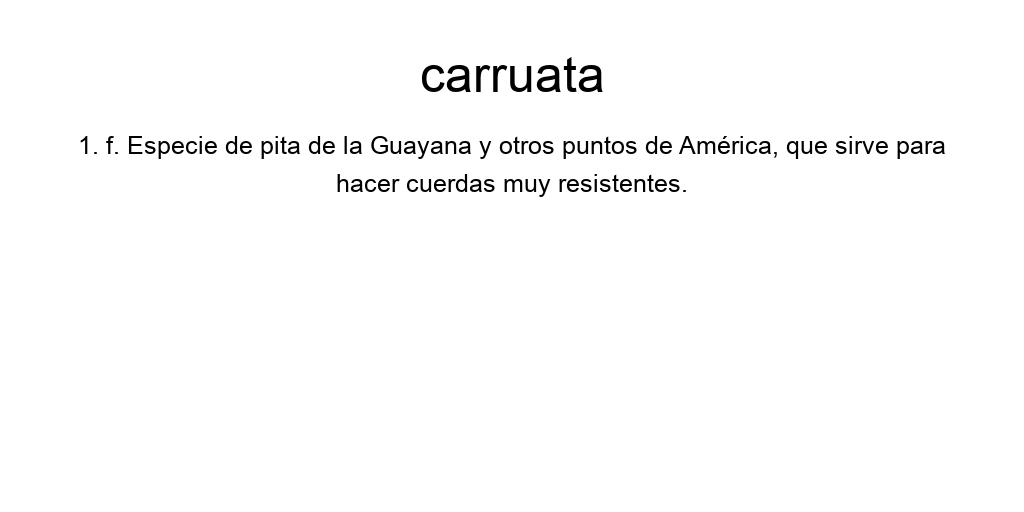 carruata
1. f. Especie de pita de la Guayana y otros puntos de América, que sirve para
hacer cuerdas muy resistentes.